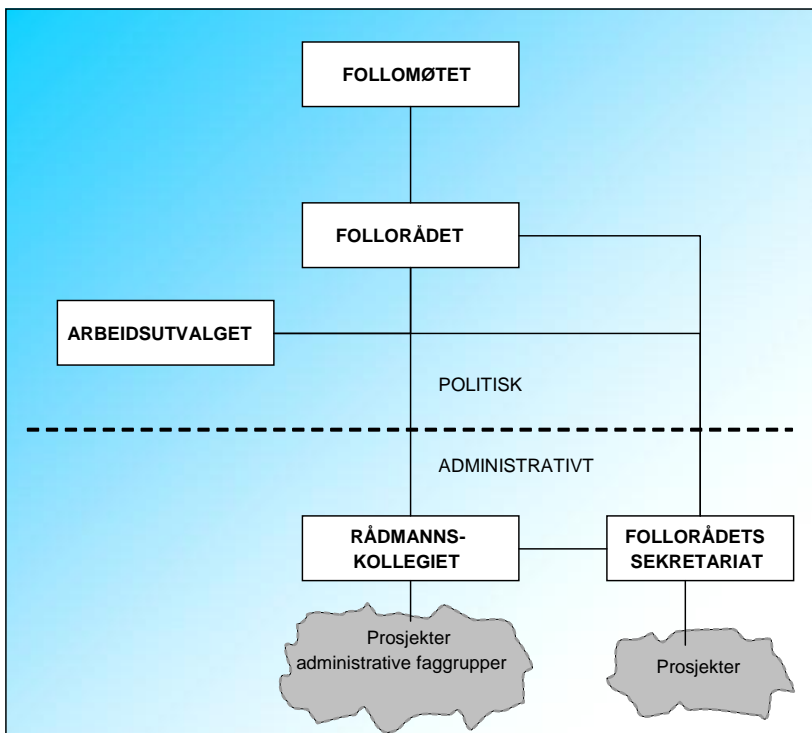 FOLLOMØTET
FOLLORÅDET
ARBEIDSUTVALGET
POLITISK
ADMINISTRATIVT
RÅDMANNS-
KOLLEGIET
FOLLORÅDETS
SEKRETARIAT
Prosjekter
administrative faggrupper
Prosjekter